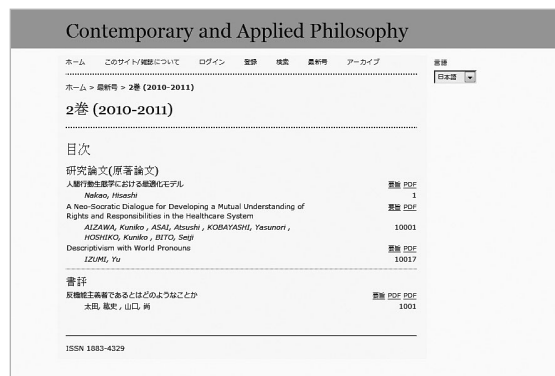 Contemporary and Applied Philosophy
ホーム このサイト/雑誌について ログイン 登録 検索 最新号 アーカイブ
言語
日本語
ホーム > 最新号 > 2巻 (2010-2011)
2巻 (2010-2011)
目次
研究論文(原著論文)
人間行動生態学における最適化モデル 要旨 PDF
Nakao, Hisashi 1
A Neo-Socratic Dialogue for Developing a Mutual Understanding of 要旨 PDF
Rights and Responsibilities in the Healthcare System
AIZAWA, Kuniko , ASAI, Atsushi , KOBAYASHI, Yasunori , 10001
HOSHIKO, Kuniko , BITO, Seiji
Descriptivism with World Pronouns 要旨 PDF
IZUMI, Yu 10017
書評
反機能主義者であるとはどのようなことか 要旨 PDF PDF
太田, 紘史 , 山口, 尚 1001
ISSN 1883-4329